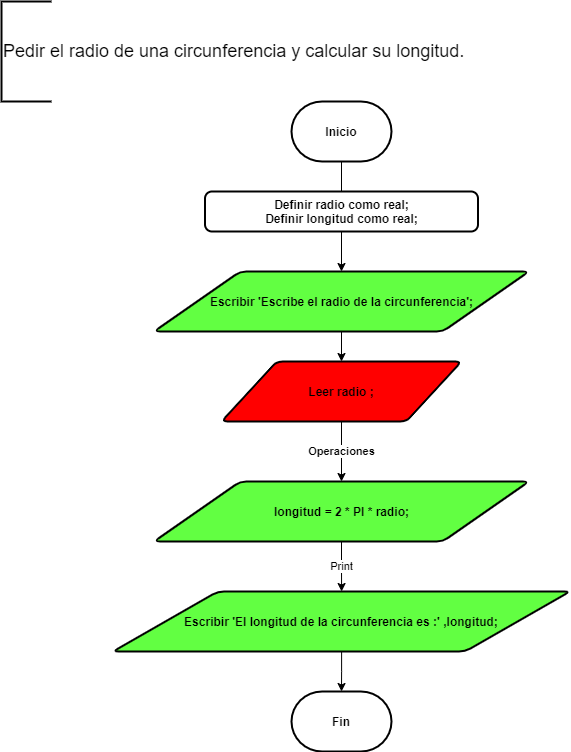 Pedir el radio de una circunferencia y calcular su longitud.
Inicio
Definir radio como real;
Definir longitud como real;
Escribir 'Escribe el radio de la circunferencia';
Leer radio ;
Operaciones
longitud = 2 * PI * radio;
Print
Escribir 'El longitud de la circunferencia es :' ,longitud;
Fin